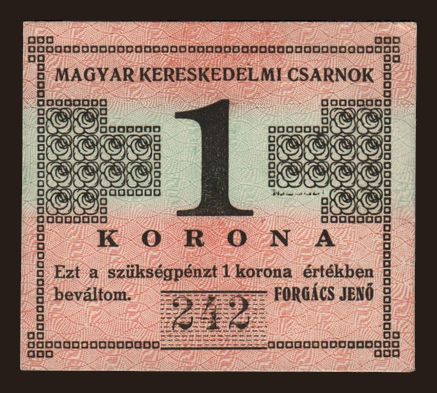 MAGYAR KERESKEDELMI CSARNOK
1
KORONA
Ezt a szükségpénzt 1 korona értékben
beváltom. FORGÁCS JENŐ
242